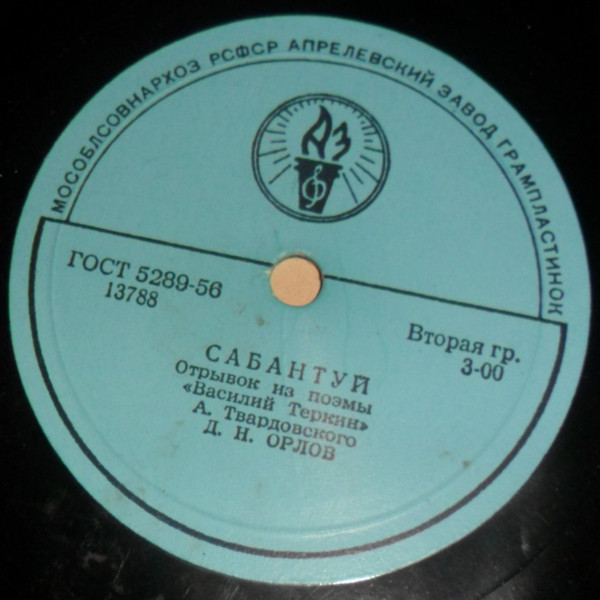 МОСОБЛСОВНАРХОЗ РСФСР АПРЕЛЕВСКИЙ ЗАВОД ГРАМПЛАСТИНОК
АЗ
ГОСТ 5289-56
13788
Вторая гр.
3-00
САБАНТУЙ
Отрывок из поэмы
«Василий Теркин»
А. Твардовского
Д. Н. ОРЛОВ